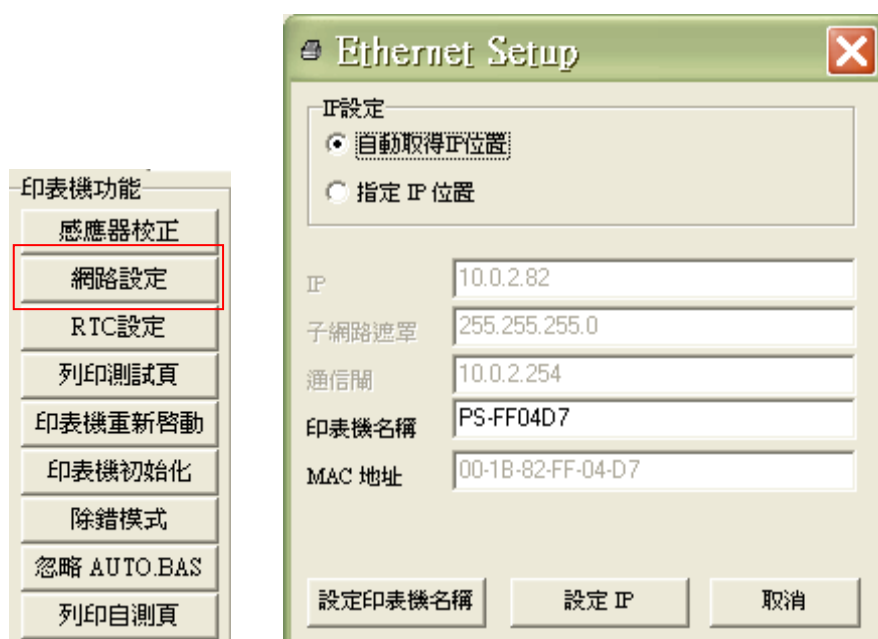 印表機功能
感應器校正
網路設定
RTC設定
列印測試頁
印表機重新啓動
印表機初始化
除錯模式
忽略 AUTO.BAS
列印自測頁
Ethernet Setup
IP設定
自動取得IP位置
指定 IP 位置
IP 10.0.2.82
子網路遮罩 255.255.255.0
通信閘 10.0.2.254
印表機名稱 PS-FF04D7
MAC 地址 00-1B-82-FF-04-D7
設定印表機名稱 設定 IP 取消